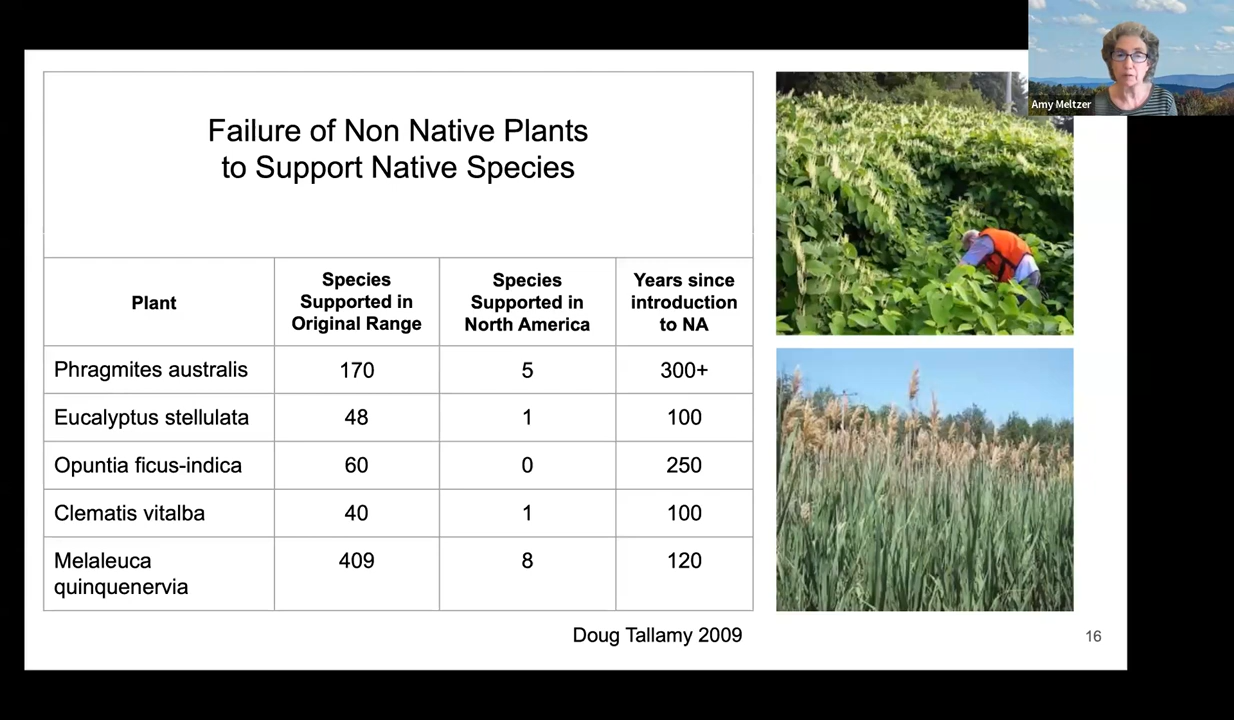 Amy Meltzer
Failure of Non Native Plants
to Support Native Species
Plant
Species
Supported in
Original Range
Species
Supported in
North America
Years since
introduction
to NA
Phragmites australis
170
5
300+
Eucalyptus stellulata
48
1
100
Opuntia ficus-indica
60
0
250
Clematis vitalba
40
1
100
Melaleuca
quinquenervia
409
8
120
Doug Tallamy 2009
16